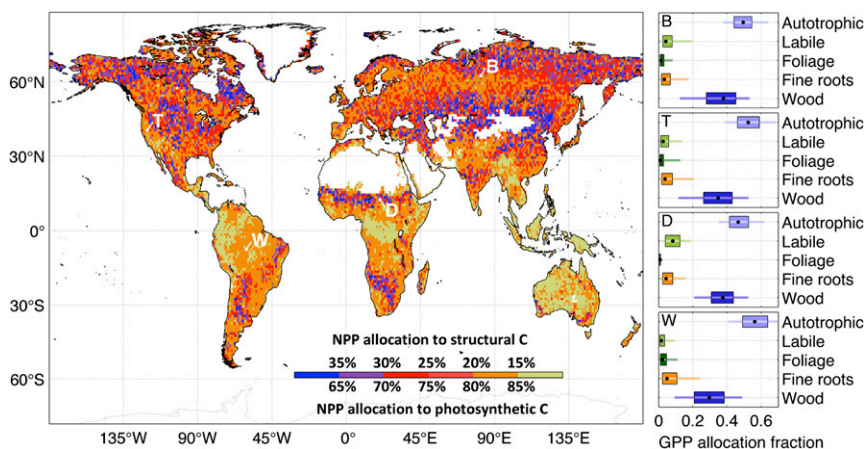 60°N
30°N
0°
30°S
60°S
135°W
90°W
45°W
0°
45°E
90°E
135°E
B
T
D
W
NPP allocation to structural C
35% 30% 25% 20% 15%
65% 70% 75% 80% 85%
NPP allocation to photosynthetic C
B
Autotrophic
Labile
Foliage
Fine roots
Wood
T
Autotrophic
Labile
Foliage
Fine roots
Wood
D
Autotrophic
Labile
Foliage
Fine roots
Wood
W
Autotrophic
Labile
Foliage
Fine roots
Wood
0 0.2 0.4 0.6
GPP allocation fraction